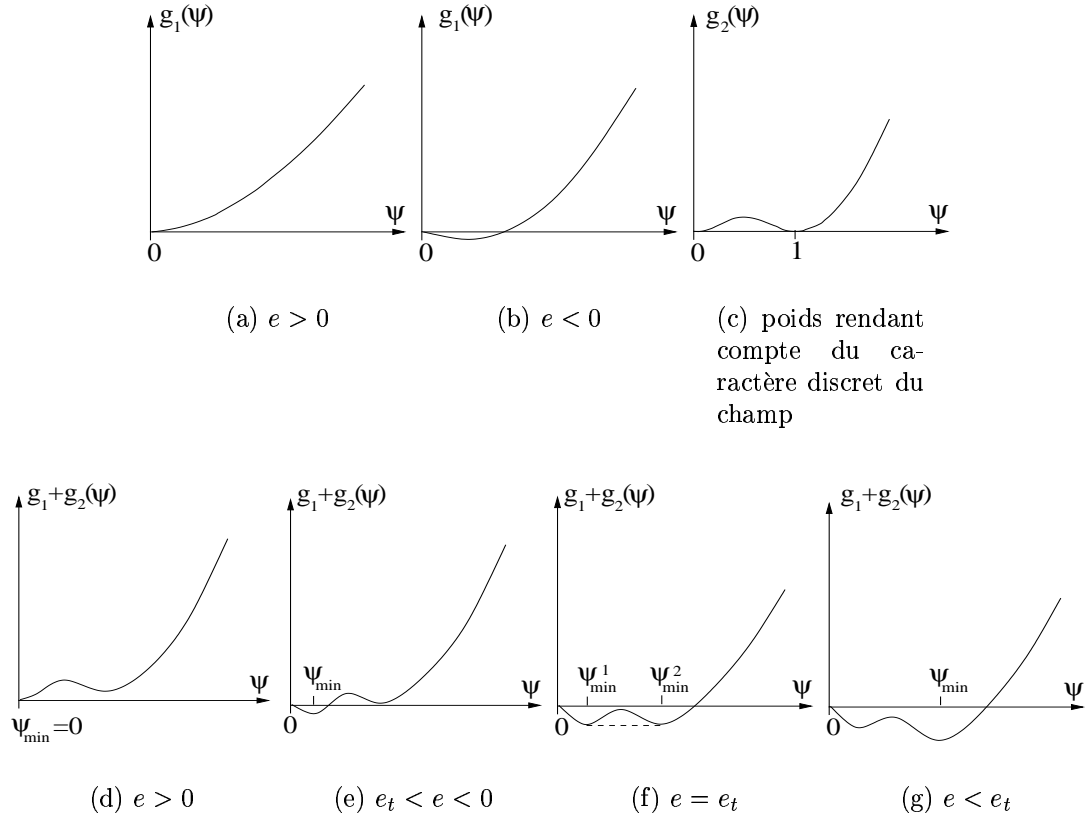 g₁(Ψ) g₁(Ψ) g₂(Ψ)
Ψ Ψ Ψ
0 0 0 1
(a) e > 0 (b) e < 0 (c) poids rendant
compte du ca-
ractère discret du
champ
g₁+g₂(Ψ) g₁+g₂(Ψ) g₁+g₂(Ψ) g₁+g₂(Ψ)
Ψ Ψmin Ψ Ψ¹min Ψ²min Ψ Ψmin Ψ
Ψmin=0 0 0 0
(d) e > 0 (e) eₜ < e < 0 (f) e = eₜ (g) e < eₜ